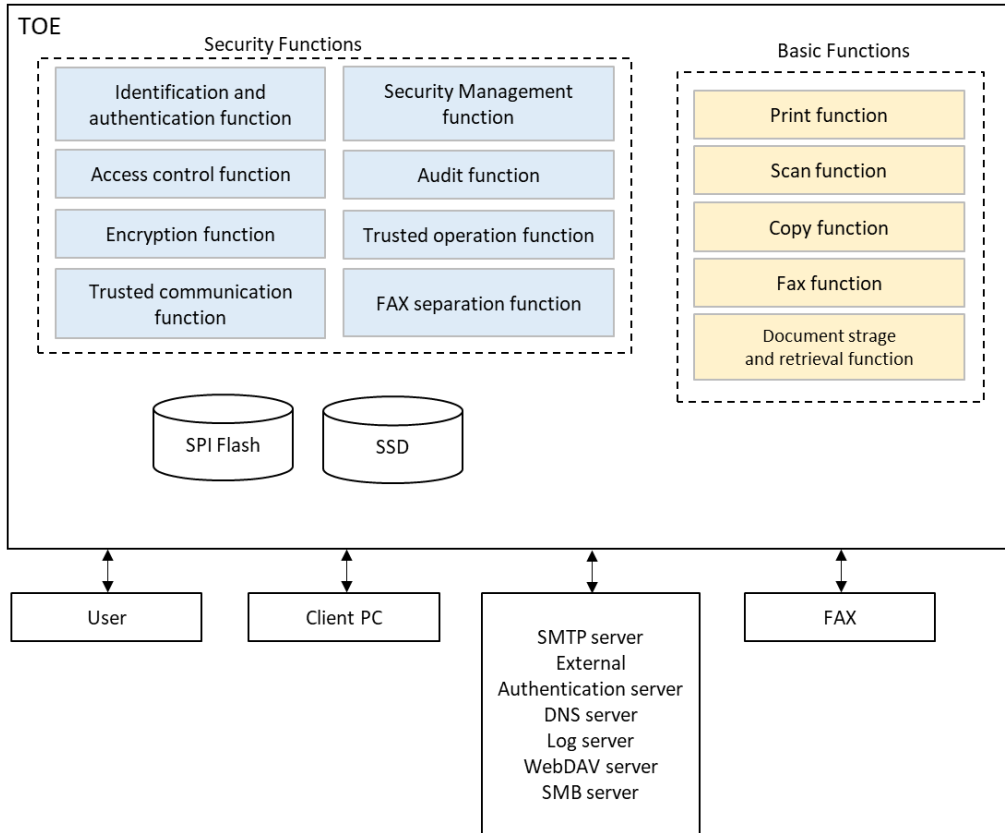 TOE
Security Functions
Identification and
authentication function
Security Management
function
Access control function
Audit function
Encryption function
Trusted operation function
Trusted communication
function
FAX separation function
Basic Functions
Print function
Scan function
Copy function
Fax function
Document strage
and retrieval function
SPI Flash
SSD
User
Client PC
SMTP server
External
Authentication server
DNS server
Log server
WebDAV server
SMB server
FAX